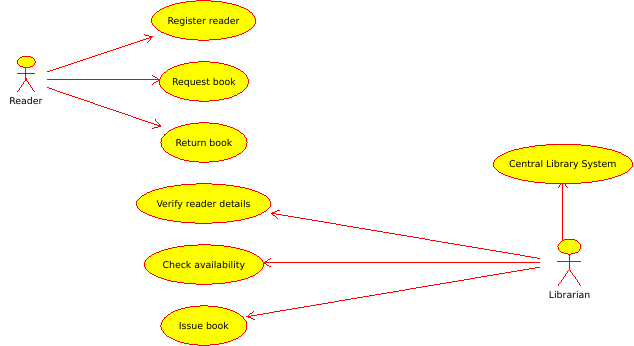 Register reader
Request book
Reader
Return book
Central Library System
Verify reader details
Check availability
Librarian
Issue book